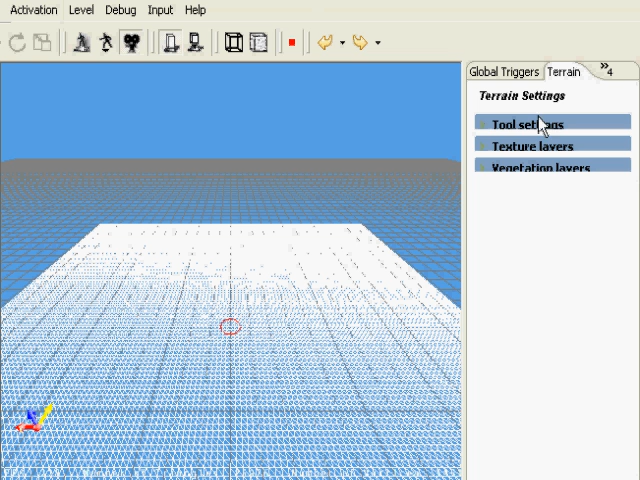 Activation Level Debug Input Help
Global Triggers Terrain »4
Terrain Settings
Tool settings
Texture layers
Vegetation layers